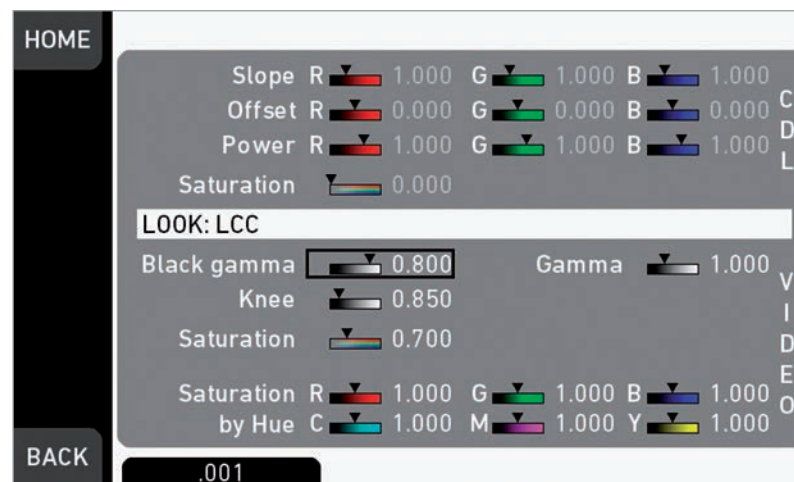 HOME
Slope R 1.000 G 1.000 B 1.000
Offset R 0.000 G 0.000 B 0.000
Power R 1.000 G 1.000 B 1.000
Saturation 0.000
CDL
LOOK: LCC
Black gamma 0.800 Gamma 1.000
Knee 0.850
Saturation 0.700
Saturation R 1.000 G 1.000 B 1.000
by Hue C 1.000 M 1.000 Y 1.000
VIDEO
BACK
.001